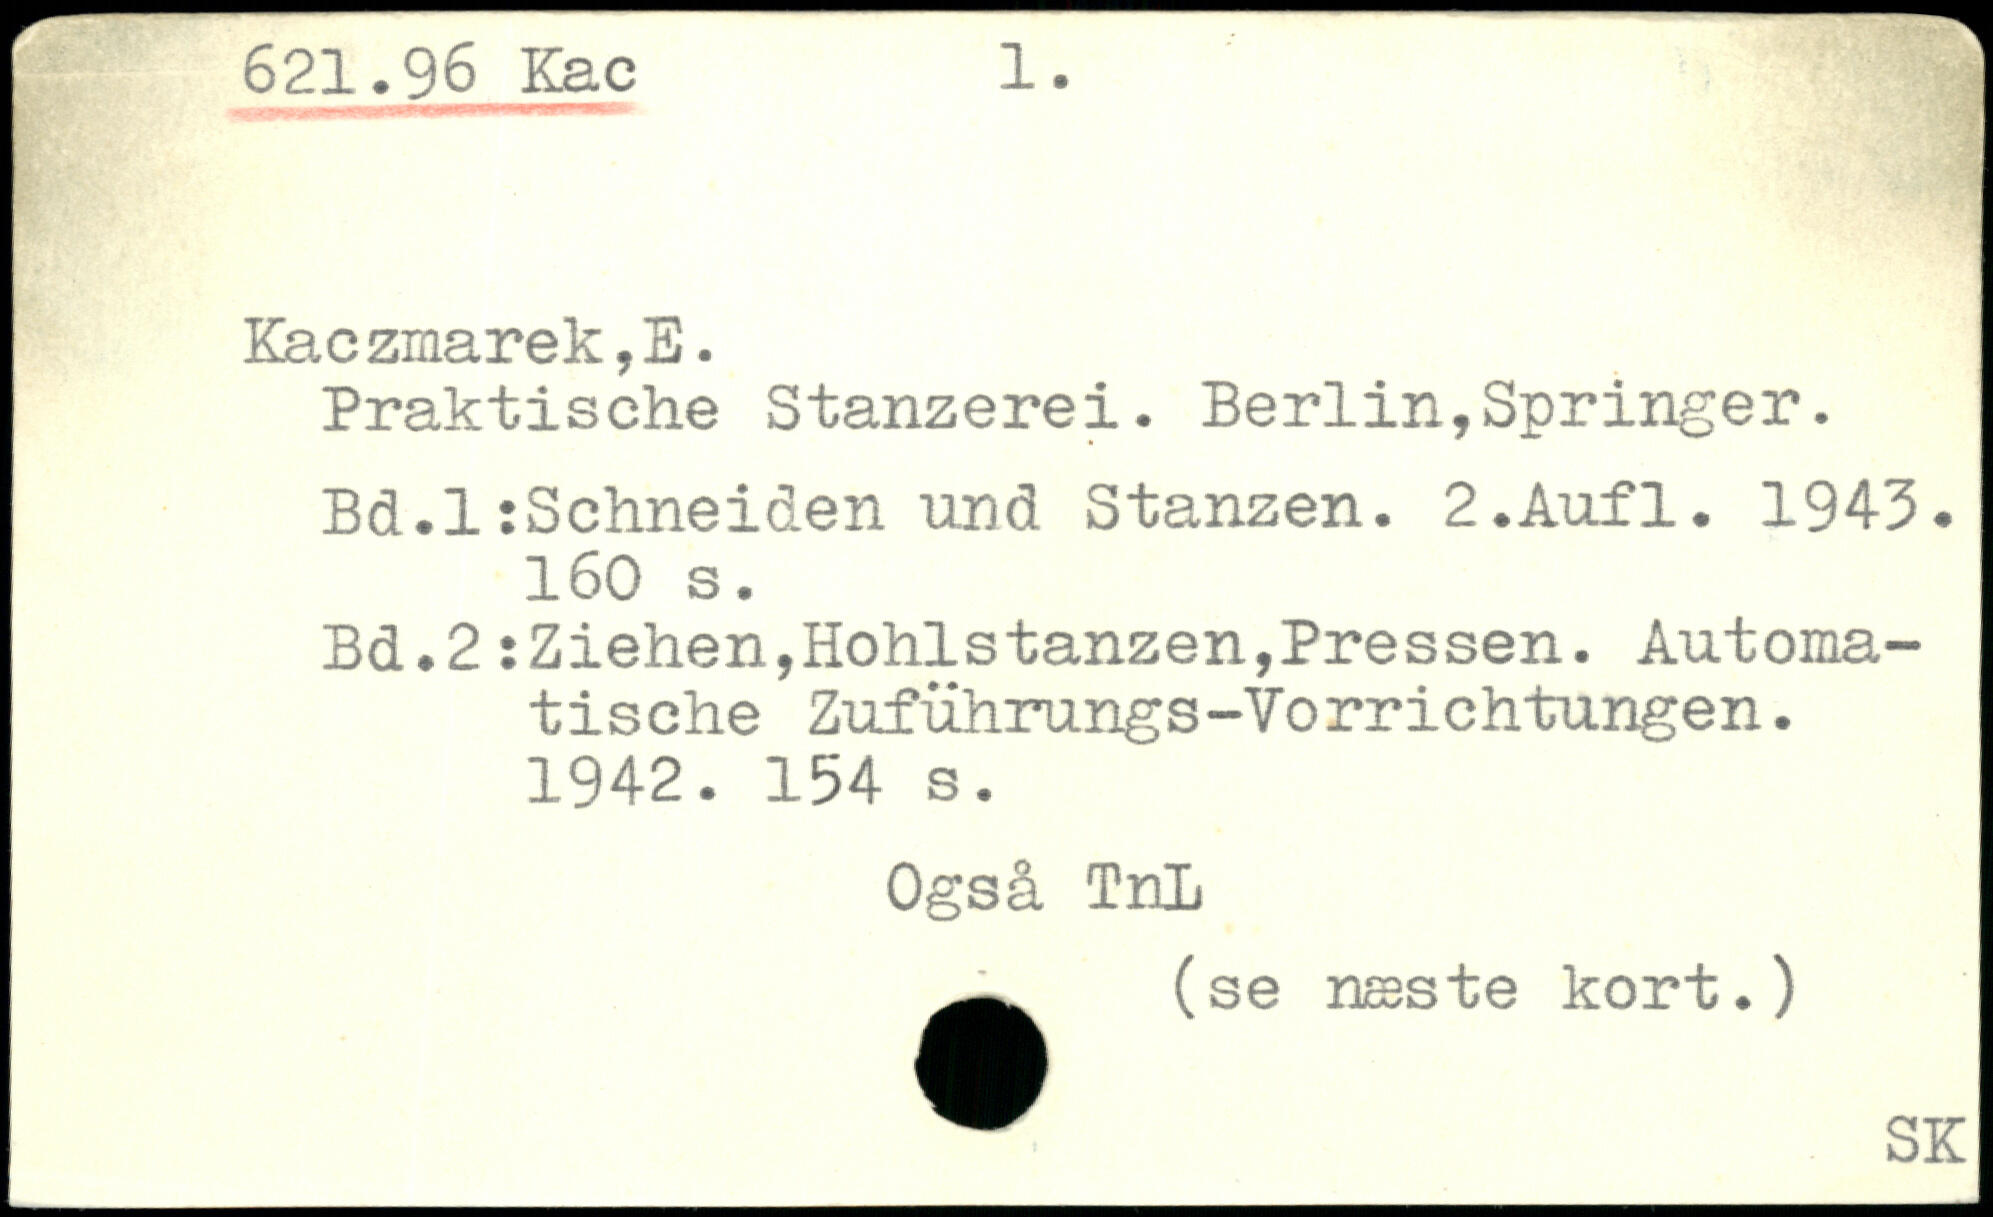 621.96 Kac 1.
Kaczmarek,E.
Praktische Stanzerei. Berlin,Springer.
Bd.1:Schneiden und Stanzen. 2.Aufl. 1943.
160 s.
Bd.2:Ziehen,Hohlstanzen,Pressen. Automa-
tische Zuführungs-Vorrichtungen.
1942. 154 s.
Også TnL
(se næste kort.)
SK